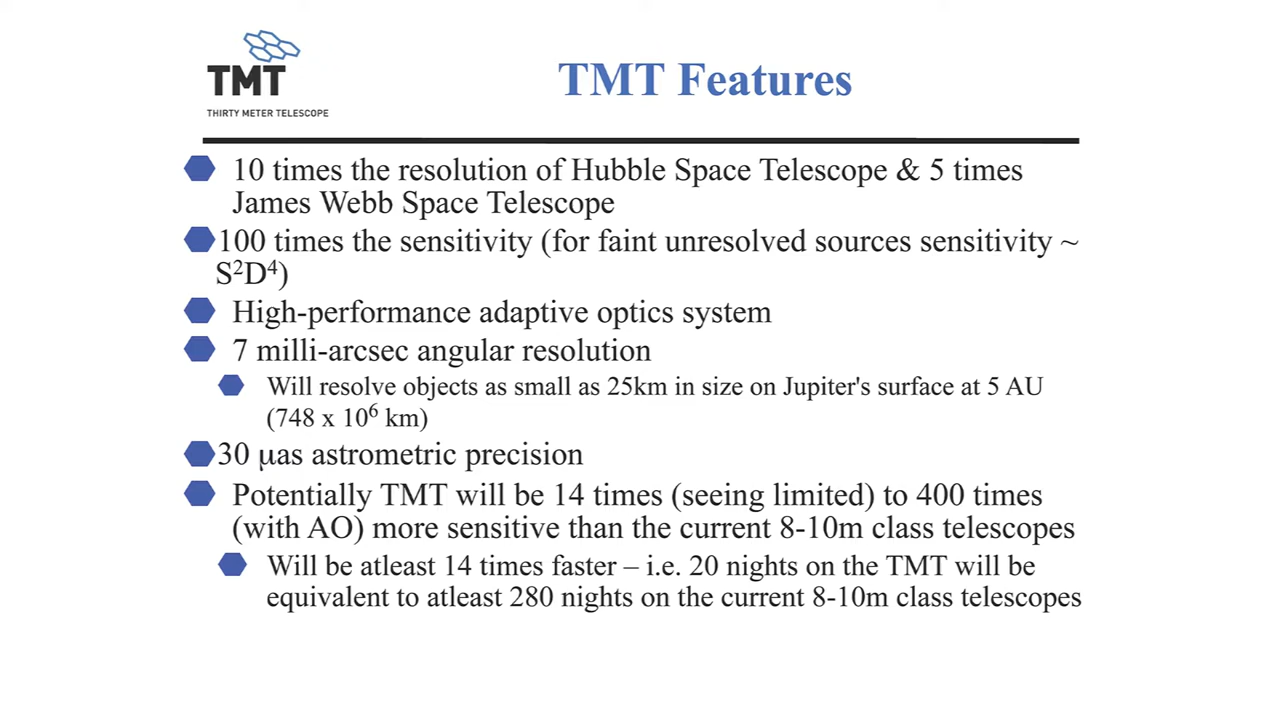 TMT
THIRTY METER TELESCOPE
TMT Features
10 times the resolution of Hubble Space Telescope & 5 times
James Webb Space Telescope
100 times the sensitivity (for faint unresolved sources sensitivity ~
S²D⁴)
High-performance adaptive optics system
7 milli-arcsec angular resolution
Will resolve objects as small as 25km in size on Jupiter's surface at 5 AU
(748 x 10⁶ km)
30 μas astrometric precision
Potentially TMT will be 14 times (seeing limited) to 400 times
(with AO) more sensitive than the current 8-10m class telescopes
Will be atleast 14 times faster – i.e. 20 nights on the TMT will be
equivalent to atleast 280 nights on the current 8-10m class telescopes